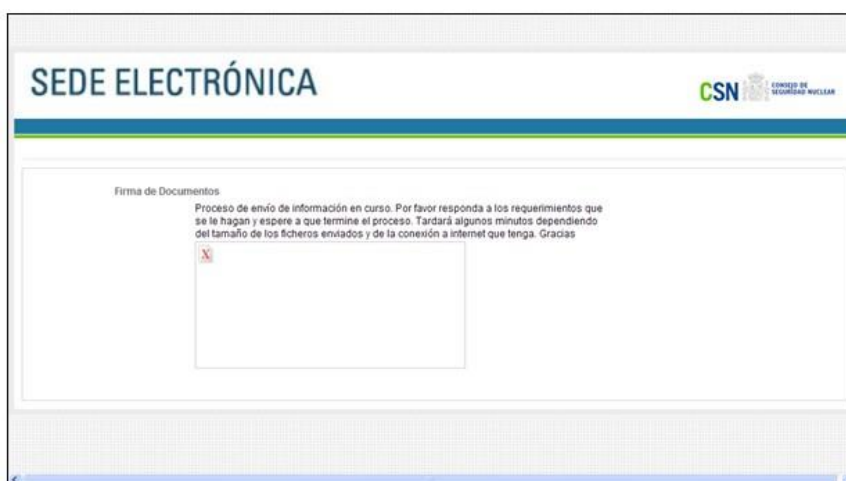 SEDE ELECTRÓNICA
CSN
CONSEJO DE
SEGURIDAD NUCLEAR
Firma de Documentos
Proceso de envío de información en curso. Por favor responda a los requerimientos que
se le hagan y espere a que termine el proceso. Tardará algunos minutos dependiendo
del tamaño de los ficheros enviados y de la conexión a internet que tenga. Gracias